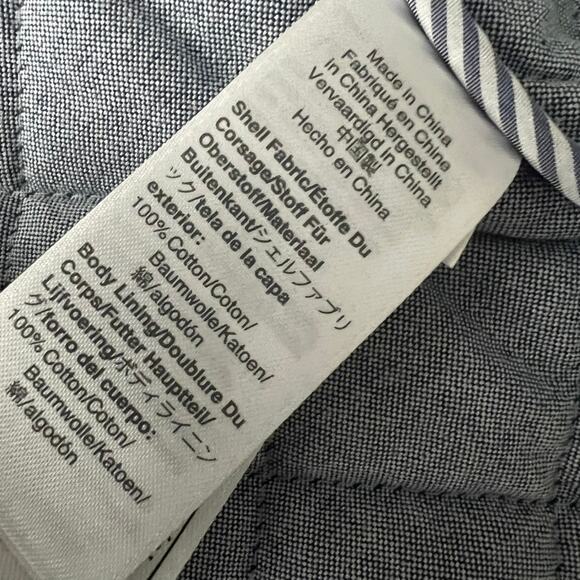 Made in China
Fabriqué en Chine
in China Hergestellt
Vervaardigd in China
中国製
Hecho en China
Shell Fabric/Étoffe Du
Corsage/Stoff Für
Oberstoff/Materiaal
Buitenkant/シェルファブリ
ック/tela de la capa
exterior:
100% Cotton/Coton/
Baumwolle/Katoen/
綿/algodón
Body Lining/Doublure Du
Corps/Futter Hauptteil/
Lijfvoering/ボディライニン
グ/forro del cuerpo:
100% Cotton/Coton/
Baumwolle/Katoen/
綿/algodón